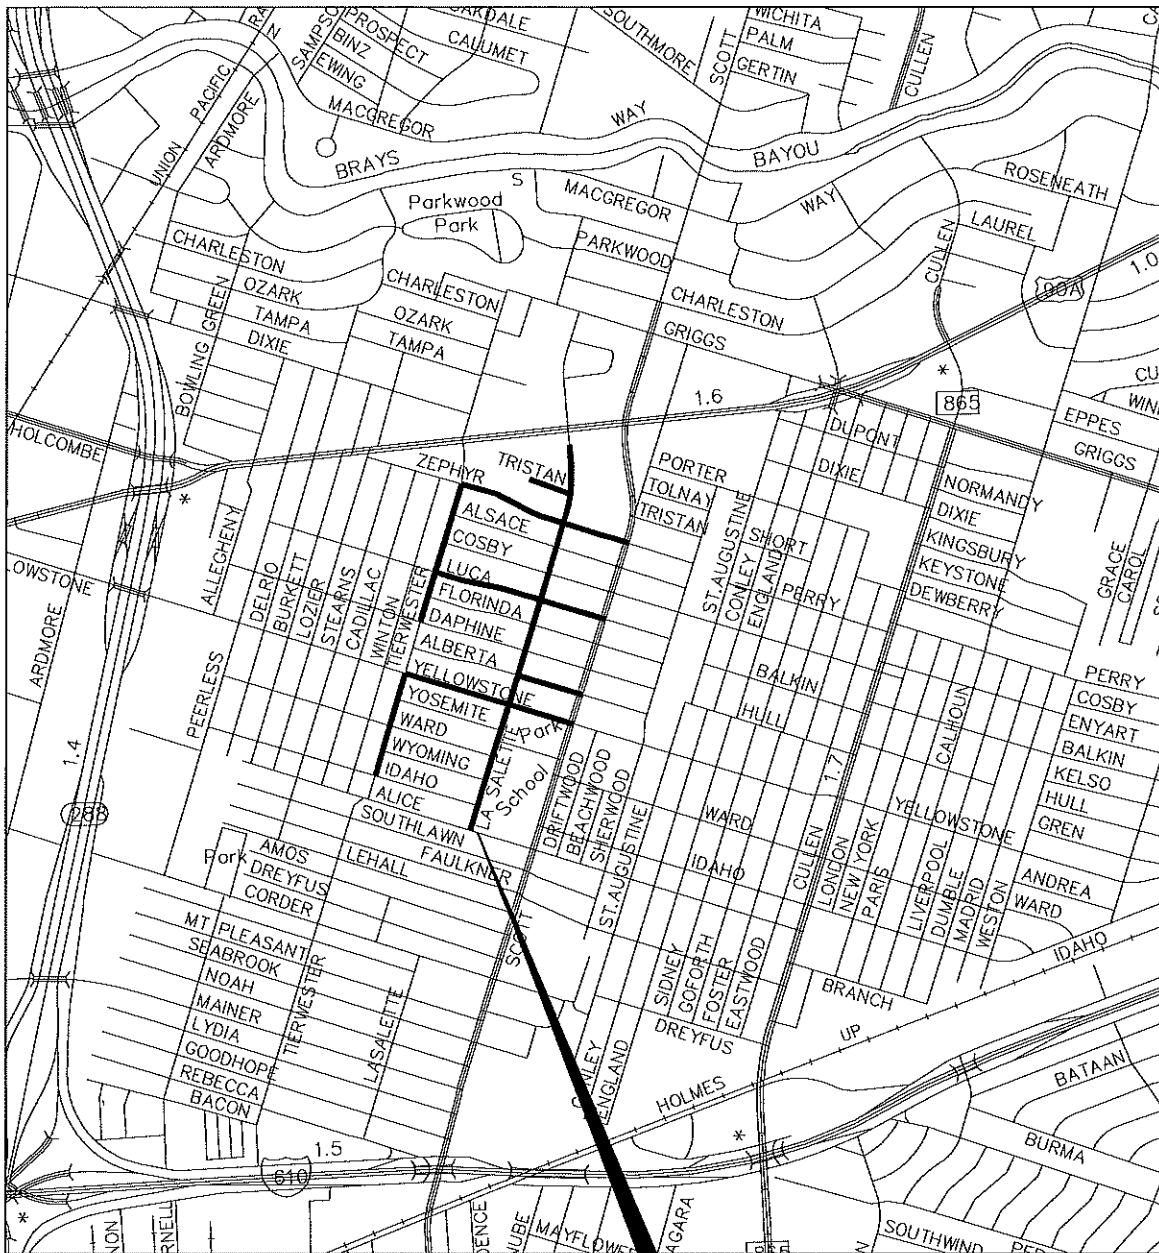 OAKDALE
PROSPECT
CALUMET
BINZ
EWING
SAMPSON
SOUTHMORE
SCOTT
WICHITA
PALM
GERTIN
CULLEN
MACGREGOR
WAY
UNION PACIFIC
ARDMORE
BRAYS
BAYOU
S MACGREGOR
WAY
ROSENEATH
LAUREL
Parkwood
Park
PARKWOOD
CULLEN
CHARLESTON
OZARK
TAMPA
DIXIE
BOWLING GREEN
CHARLESTON
OZARK
TAMPA
CHARLESTON
GRIGGS
90A
1.0
*
865
1.6
HOLCOMBE
*
EPPES
GRIGGS
DUPONT
DIXIE
ZEPHYR
TRISTAN
PORTER
TOLNAY
TRISTAN
NORMANDY
DIXIE
KINGSBURY
KEYSTONE
DEWBERRY
ALSACE
COSBY
LUCA
FLORINDA
DAPHINE
ALBERTA
YELLOWSTONE
YOSEMITE
WARD
WYOMING
IDAHO
ALICE
SOUTHLAWN
FAULKNER
ALLEGHENY
DELRIO
BURKETT
LOZIER
STEARNS
CADILLAC
WINTON
TIERWESTER
ST.AUGUSTINE
CONLEY
ENGLAND
SHORT
PERRY
GRACE
CAROL
LOWSTONE
ARDMORE
PEERLESS
1.4
288
LA SALETTE
School
Park
BALKIN
HULL
CALHOUN
PERRY
COSBY
ENYART
BALKIN
KELSO
HULL
GREN
YELLOWSTONE
ANDREA
WARD
DRIFTWOOD
BEACHWOOD
SHERWOOD
ST.AUGUSTINE
WARD
IDAHO
1.7
CULLEN
LONDON
NEW YORK
PARIS
LIVERPOOL
DUMBLE
MADRID
WESTON
Park
AMOS
DREYFUS
CORDER
LEHALL
MT PLEASANT
SEABROOK
NOAH
MAINER
LYDIA
GOODHOPE
REBECCA
BACON
TIERWESTER
LASALETTE
SCOTT
SIDNEY
GOFORTH
FOSTER
EASTWOOD
DREYFUS
BRANCH
IDAHO
UP
HOLMES
CONLEY
ENGLAND
BATAAN
BURMA
1.5
610
*
*
MAYFLOWER
SOUTHWIND